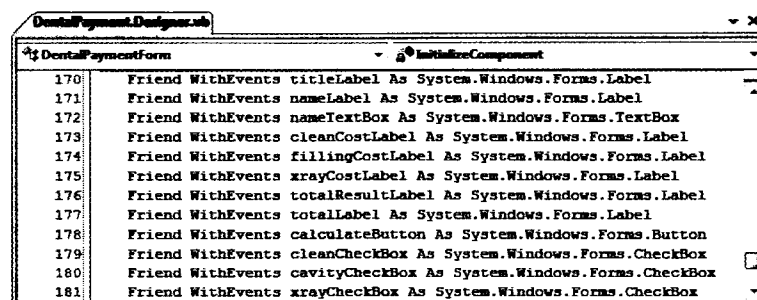 DentalPayment.Designer.vb
DentalPaymentForm InitializeComponent
170 Friend WithEvents titleLabel As System.Windows.Forms.Label
171 Friend WithEvents nameLabel As System.Windows.Forms.Label
172 Friend WithEvents nameTextBox As System.Windows.Forms.TextBox
173 Friend WithEvents cleanCostLabel As System.Windows.Forms.Label
174 Friend WithEvents fillingCostLabel As System.Windows.Forms.Label
175 Friend WithEvents xrayCostLabel As System.Windows.Forms.Label
176 Friend WithEvents totalResultLabel As System.Windows.Forms.Label
177 Friend WithEvents totalLabel As System.Windows.Forms.Label
178 Friend WithEvents calculateButton As System.Windows.Forms.Button
179 Friend WithEvents cleanCheckBox As System.Windows.Forms.CheckBox
180 Friend WithEvents cavityCheckBox As System.Windows.Forms.CheckBox
181 Friend WithEvents xrayCheckBox As System.Windows.Forms.CheckBox